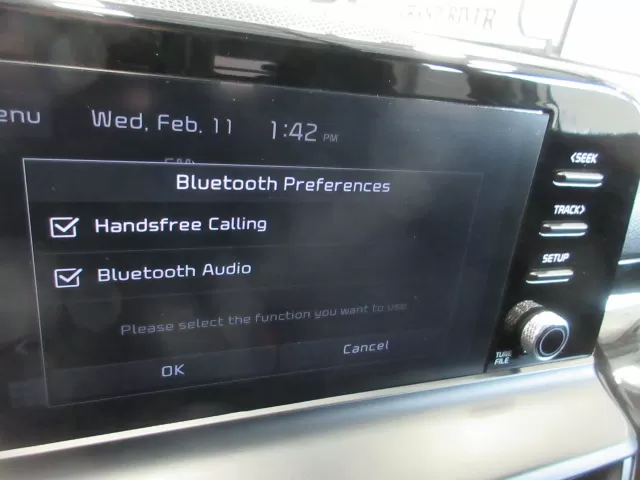 enu Wed, Feb. 11 1:42 PM
Bluetooth Preferences
Handsfree Calling
Bluetooth Audio
Please select the function you want to use
OK Cancel
<SEEK
TRACK>
SETUP
TUNE
FILE